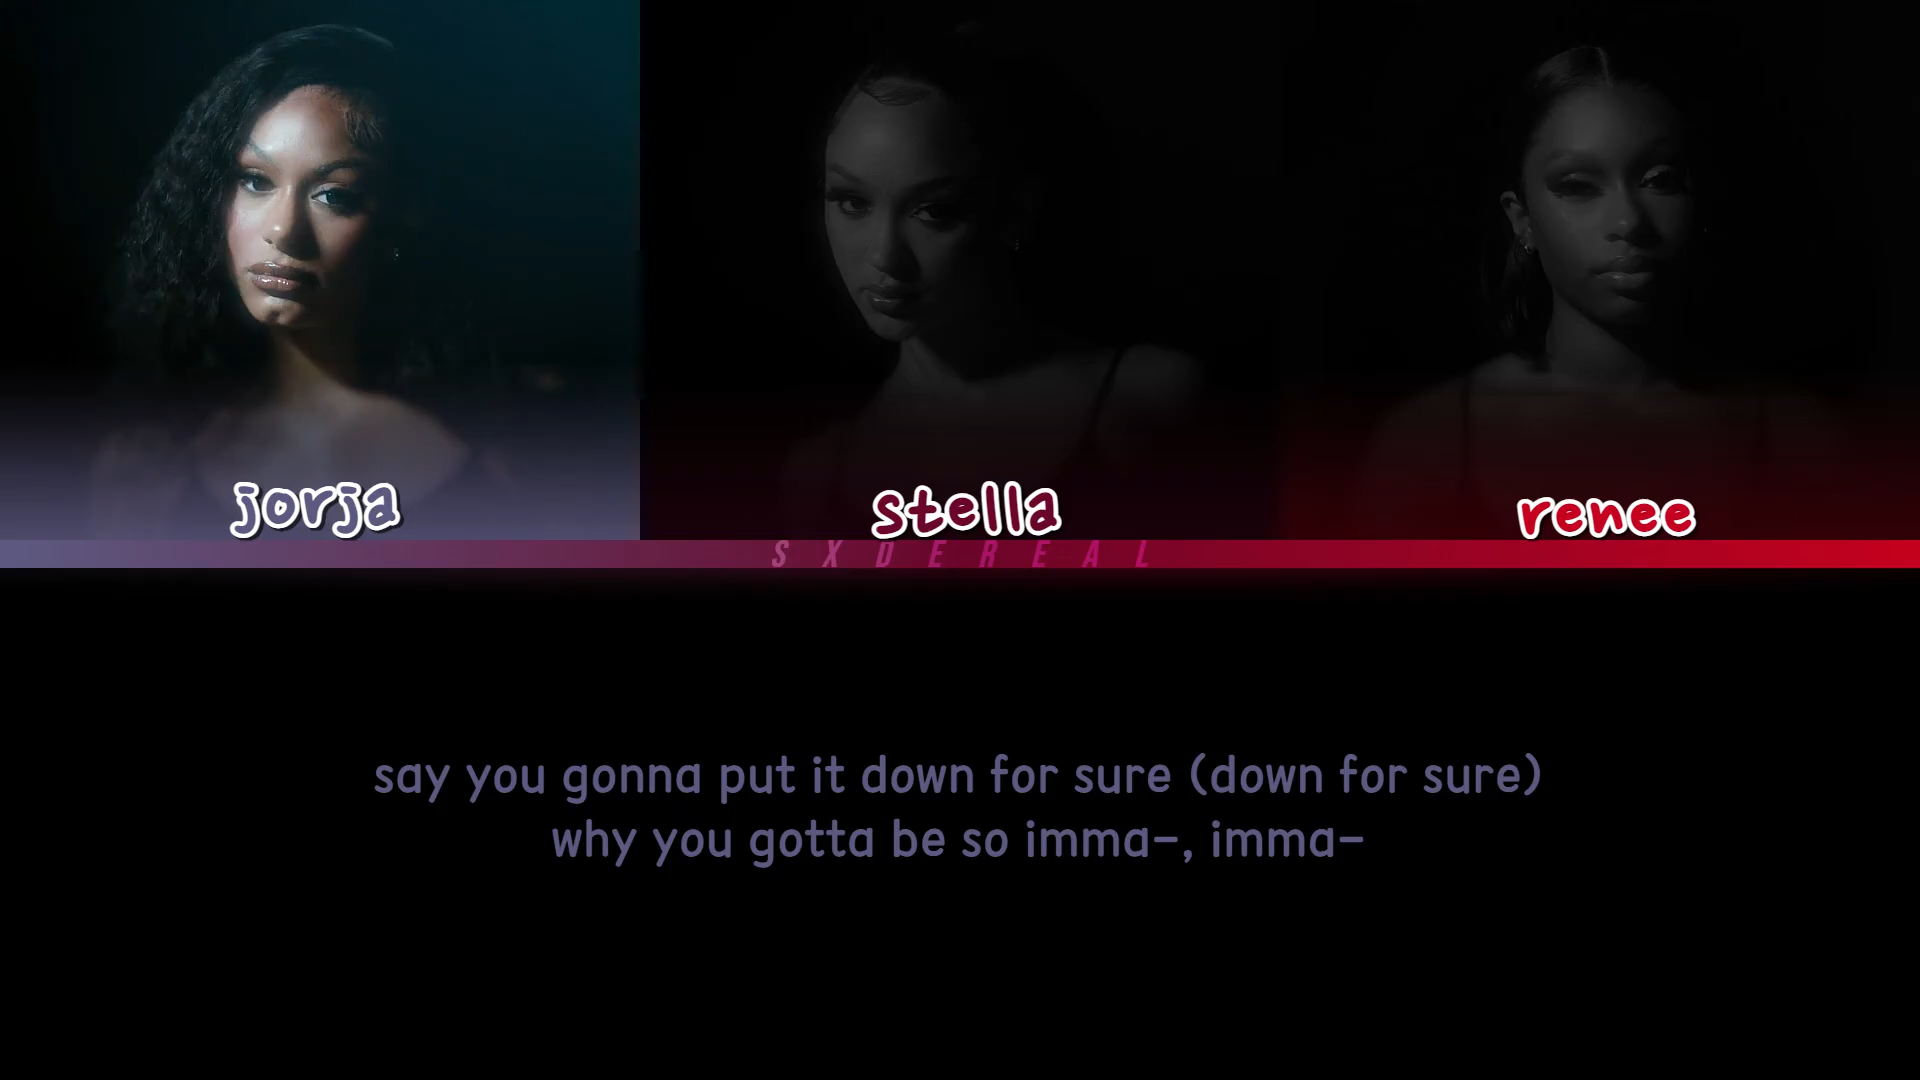 jorja
stella
renee
SXDEREAL
say you gonna put it down for sure (down for sure)
why you gotta be so imma-, imma-